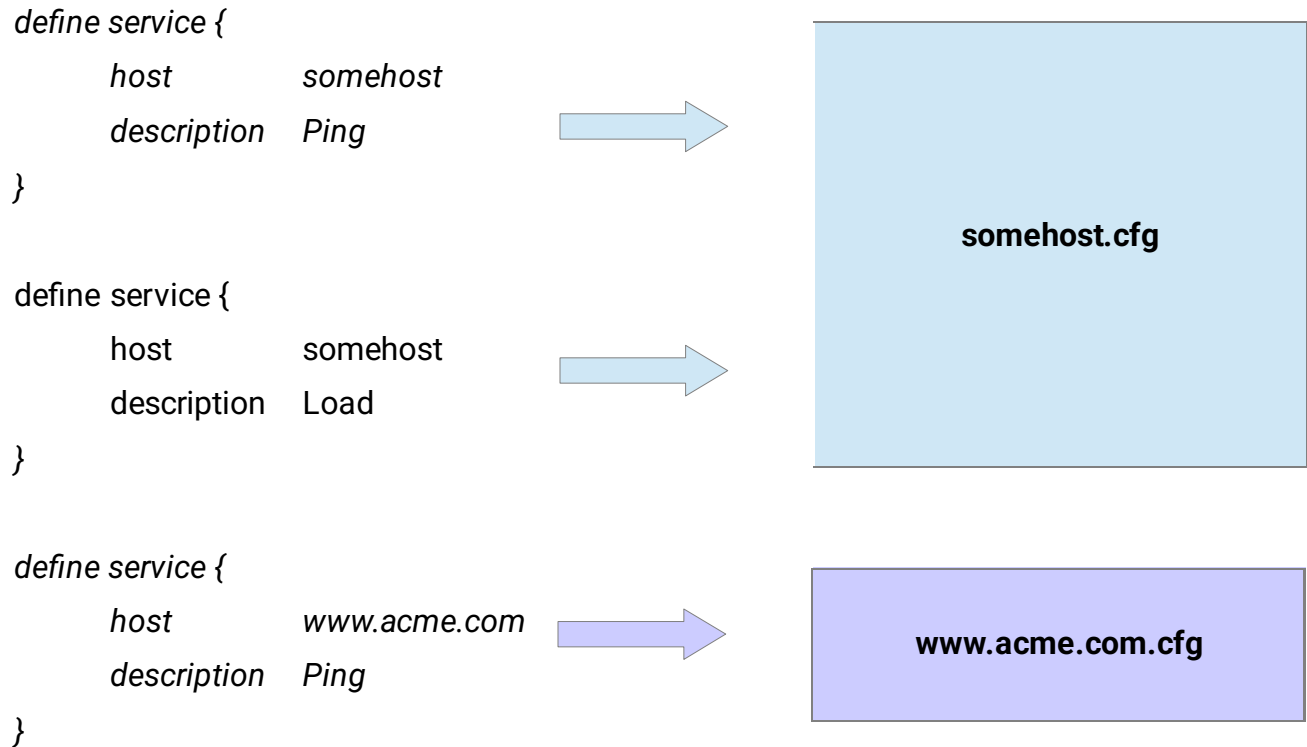 define service {
host somehost
description Ping
}
somehost.cfg
define service {
host somehost
description Load
}
define service {
host www.acme.com
description Ping
}
www.acme.com.cfg